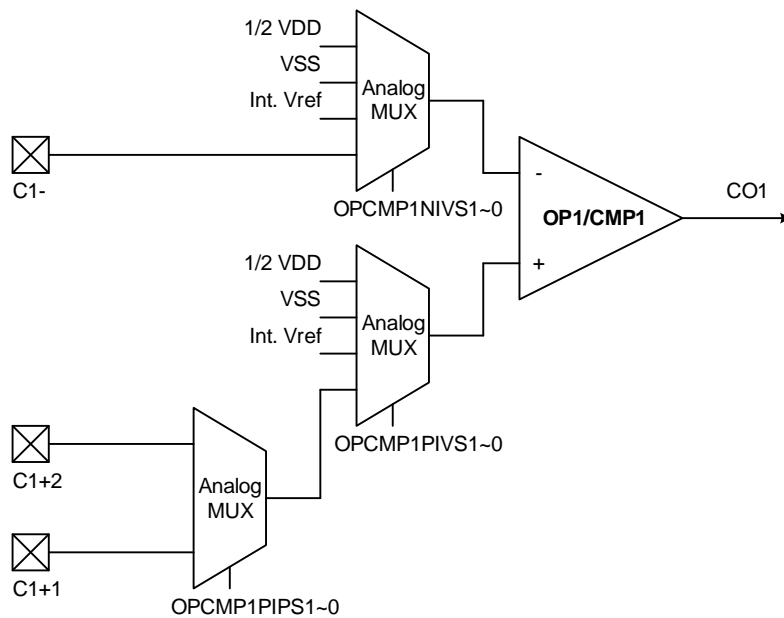 1/2 VDD
VSS
Int. Vref
Analog
MUX
C1-
OPCMP1NIVS1~0
-
OP1/CMP1
+
CO1
1/2 VDD
VSS
Int. Vref
Analog
MUX
OPCMP1PIVS1~0
C1+2
Analog
MUX
C1+1
OPCMP1PIPS1~0